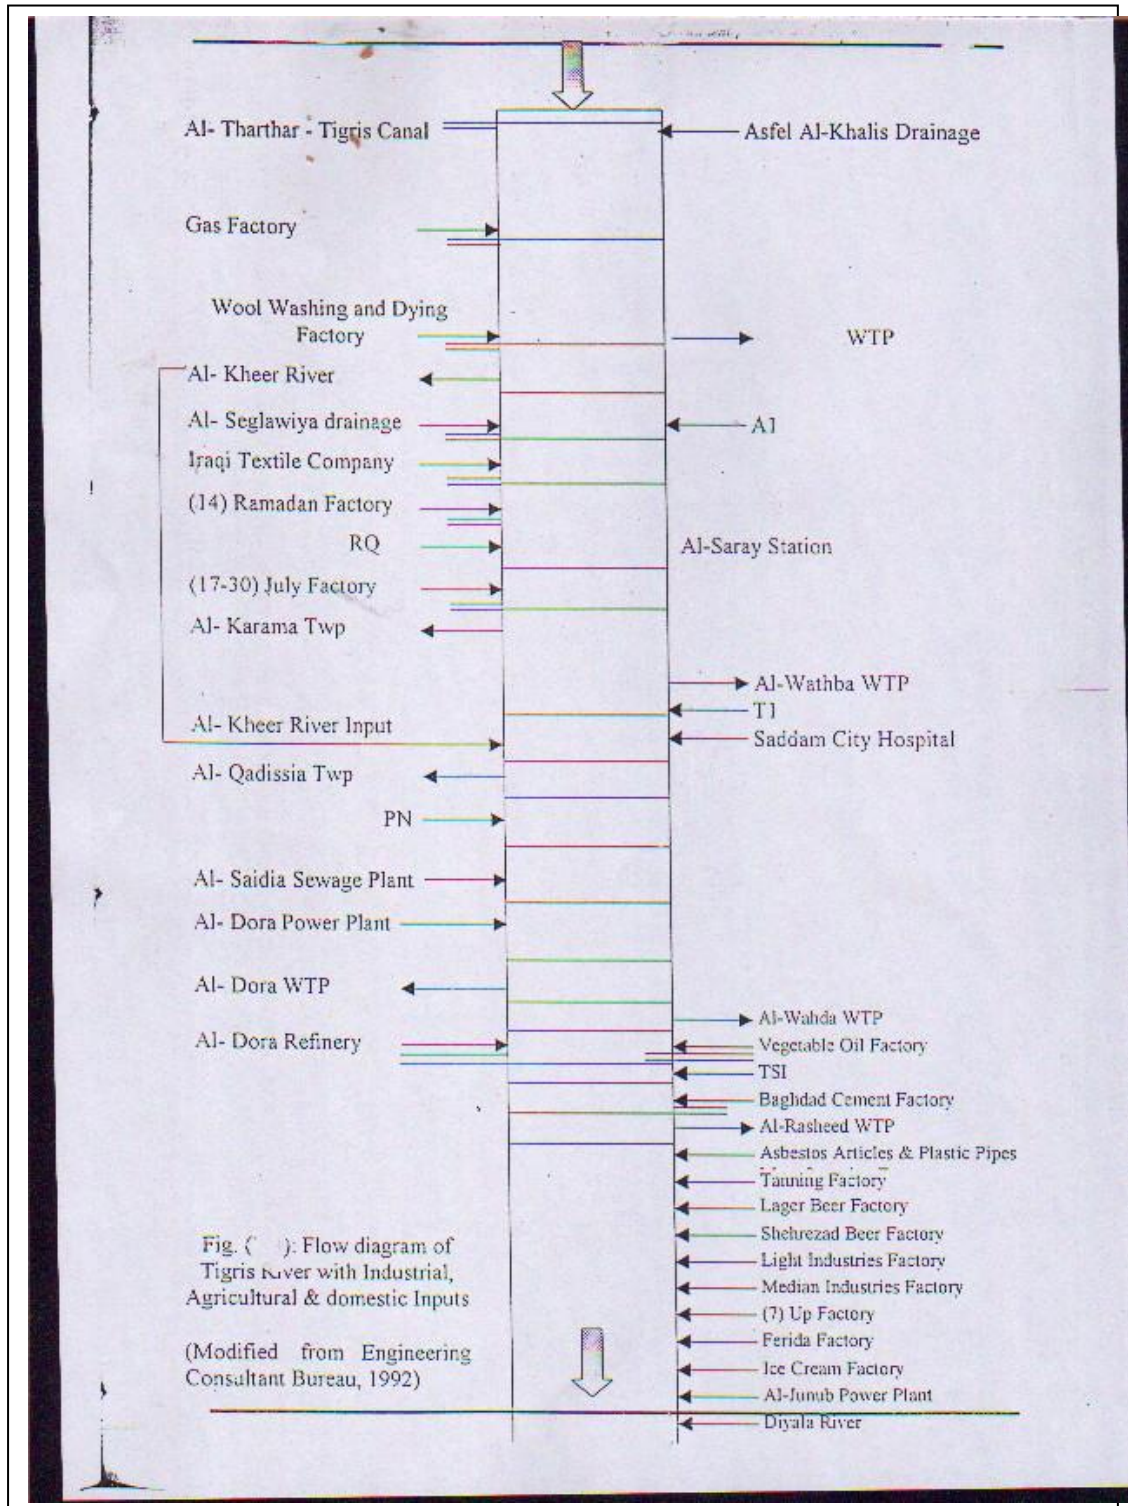 Al- Tharthar - Tigris Canal
Asfel Al-Khalis Drainage
Gas Factory
Wool Washing and Dying
Factory
WTP
Al- Kheer River
Al- Seglawiya drainage
A1
Iraqi Textile Company
(14) Ramadan Factory
RQ
Al-Saray Station
(17-30) July Factory
Al- Karama Twp
Al-Wathba WTP
T1
Al- Kheer River Input
Saddam City Hospital
Al- Qadissia Twp
PN
Al- Saidia Sewage Plant
Al- Dora Power Plant
Al- Dora WTP
Al-Wahda WTP
Al- Dora Refinery
Vegetable Oil Factory
TSI
Baghdad Cement Factory
Al-Rasheed WTP
Asbestos Articles & Plastic Pipes
Tanning Factory
Lager Beer Factory
Shehrezad Beer Factory
Light Industries Factory
Median Industries Factory
(7) Up Factory
Ferida Factory
Ice Cream Factory
Al-Junub Power Plant
Diyala River
Fig. ( ): Flow diagram of
Tigris River with Industrial,
Agricultural & domestic Inputs
(Modified from Engineering
Consultant Bureau, 1992)